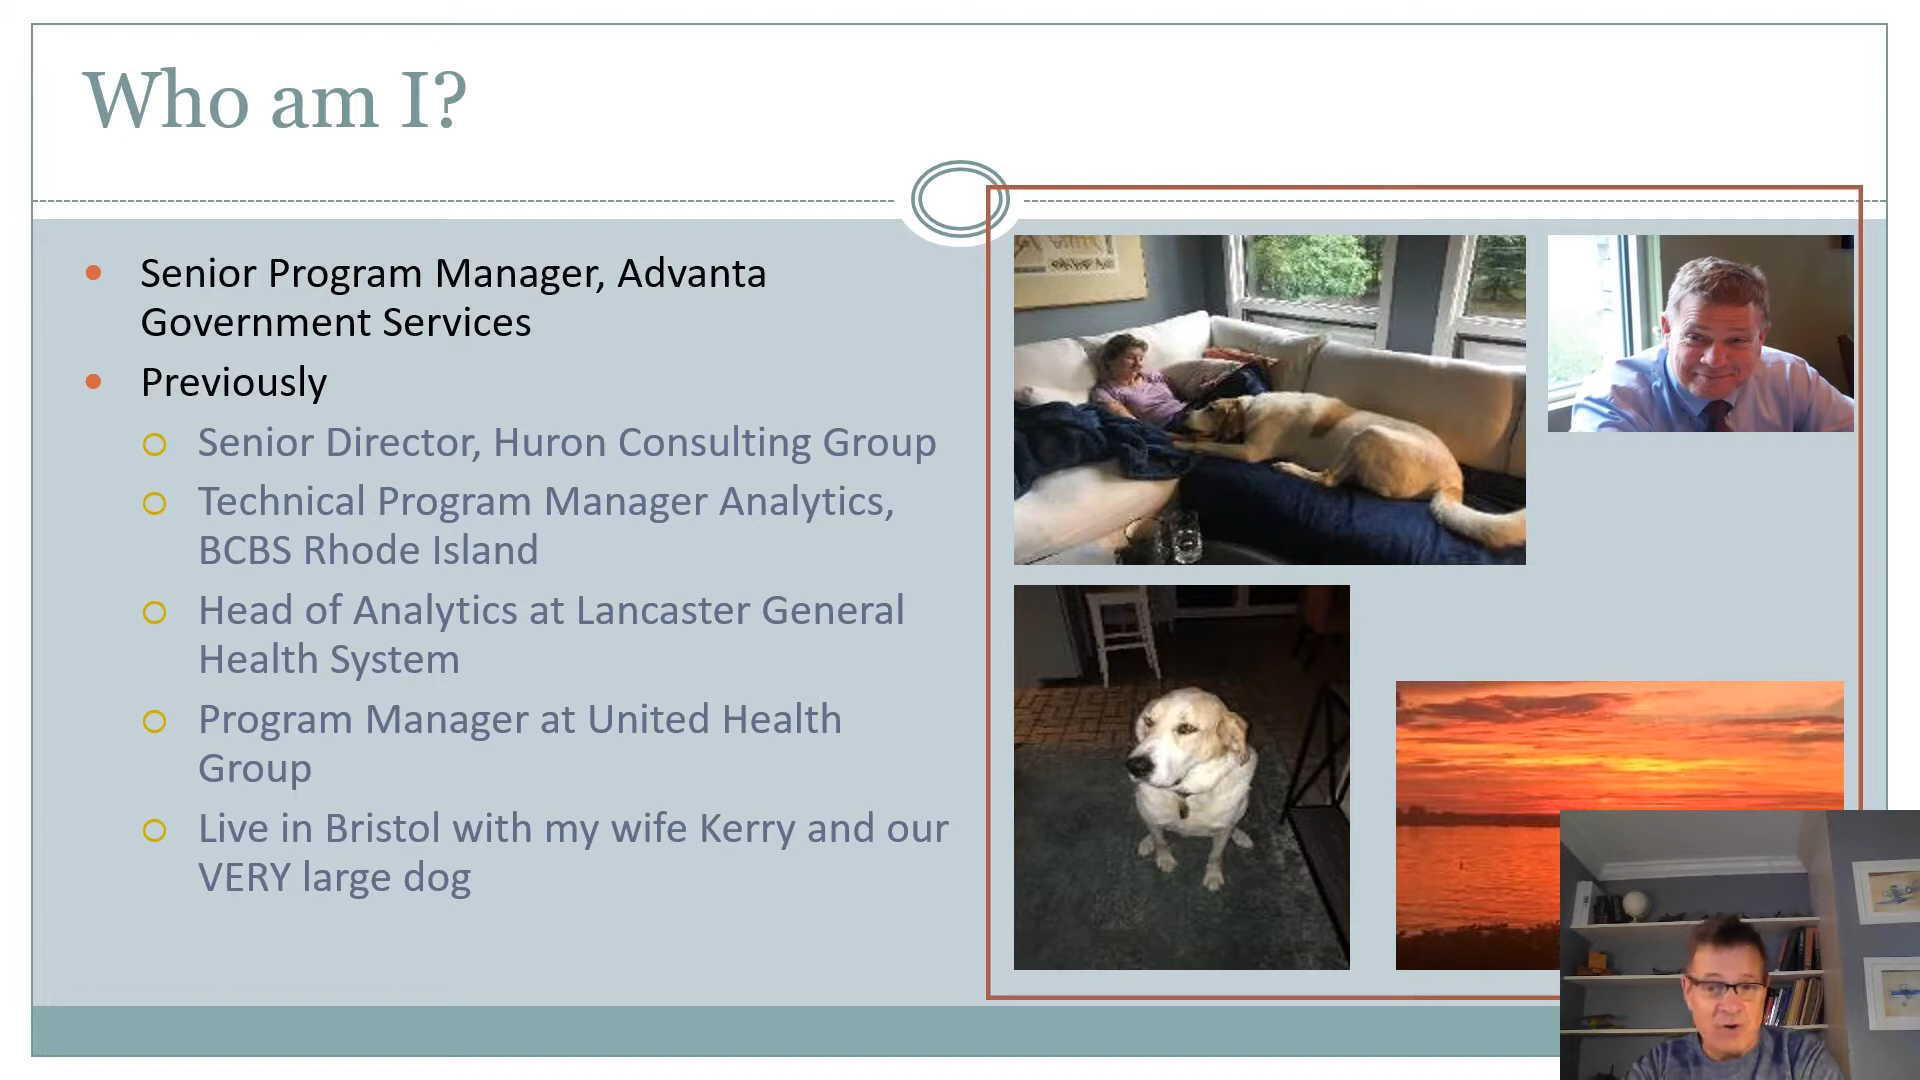 Who am I?
Senior Program Manager, Advanta
Government Services
Previously
Senior Director, Huron Consulting Group
Technical Program Manager Analytics,
BCBS Rhode Island
Head of Analytics at Lancaster General
Health System
Program Manager at United Health
Group
Live in Bristol with my wife Kerry and our
VERY large dog